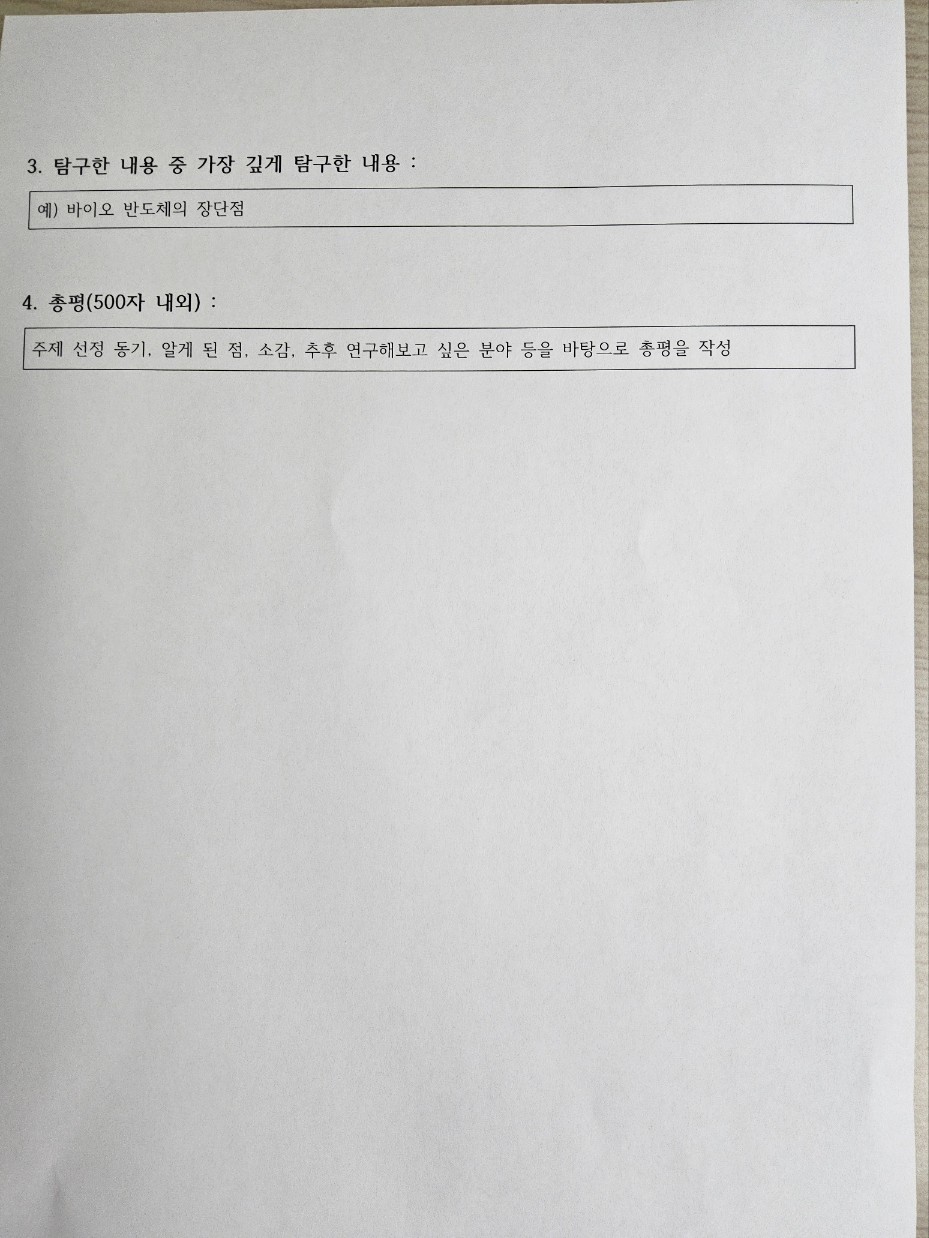 3. 탐구한 내용 중 가장 깊게 탐구한 내용 :
예) 바이오 반도체의 장단점
4. 총평(500자 내외) :
주제 선정 동기, 알게 된 점, 소감, 추후 연구해보고 싶은 분야 등을 바탕으로 총평을 작성